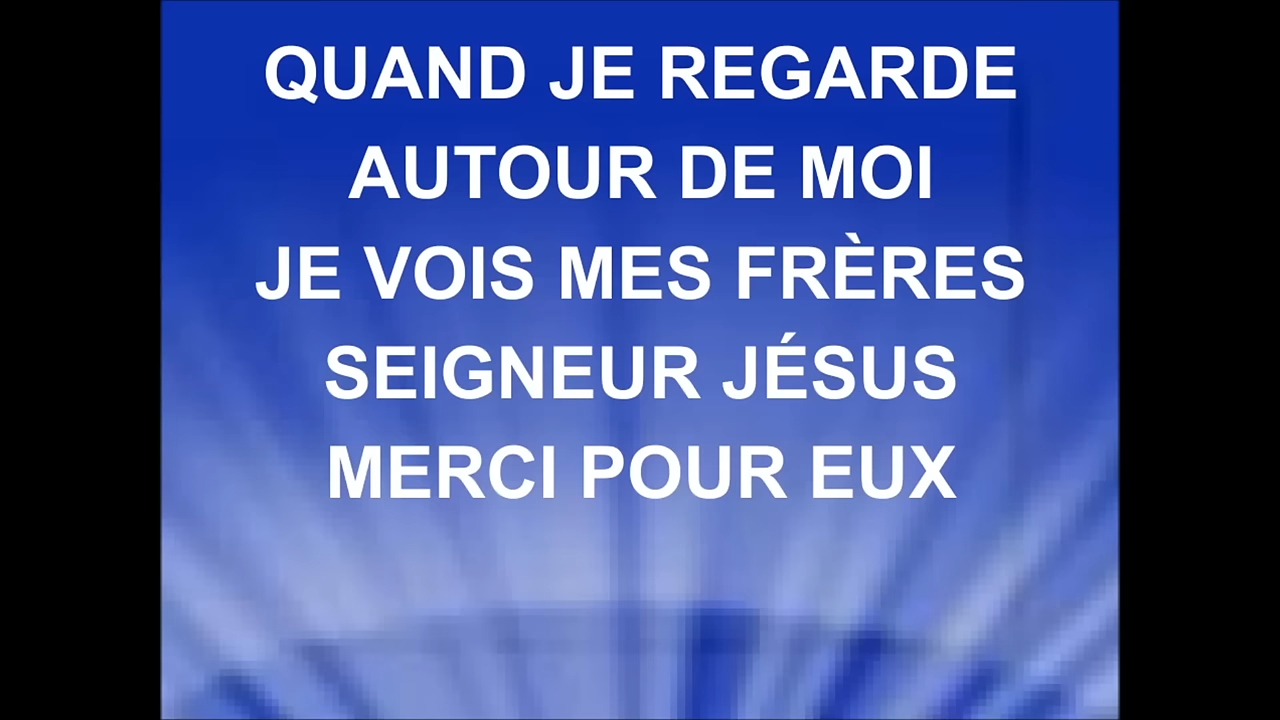 QUAND JE REGARDE
AUTOUR DE MOI
JE VOIS MES FRÈRES
SEIGNEUR JÉSUS
MERCI POUR EUX